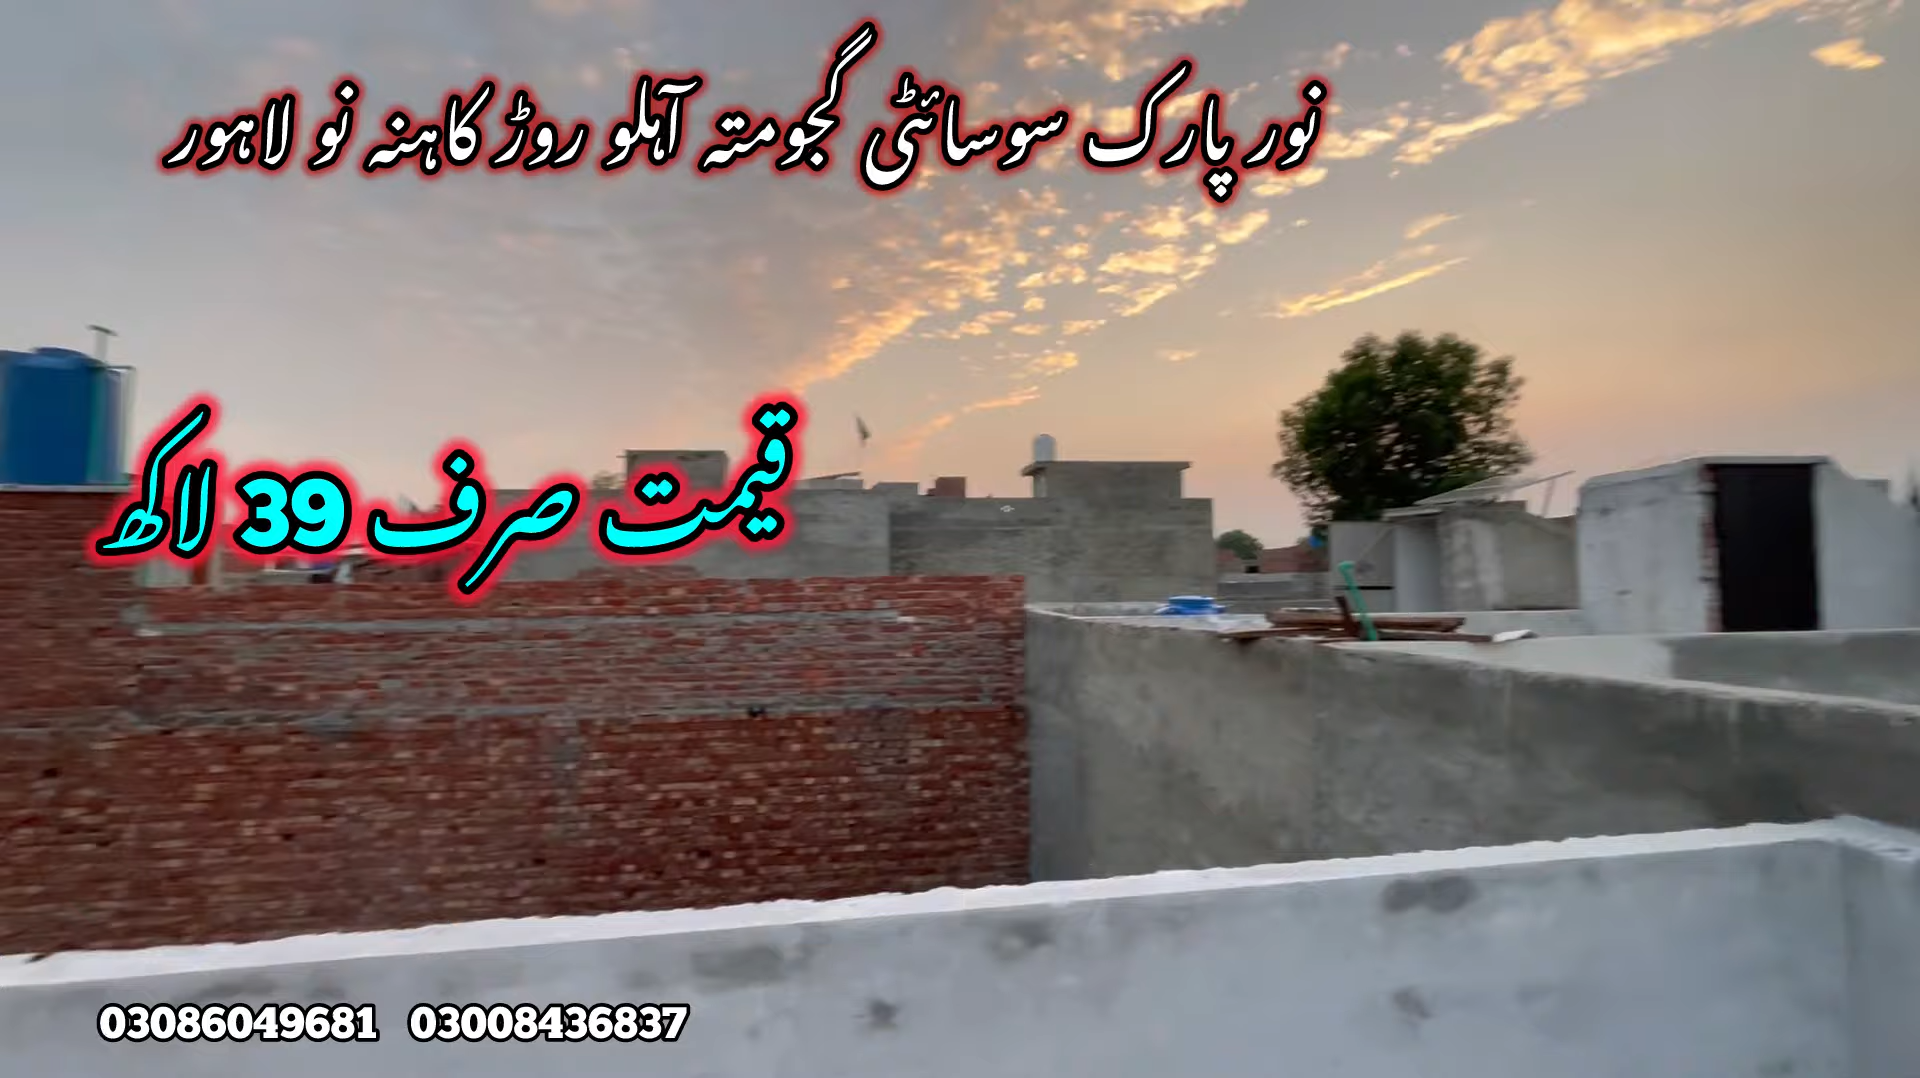 نور پارک سوسائٹی گجومتہ آہلو روڑ کاہنہ نو لاہور
قیمت صرف 39 لاکھ
03086049681 03008436837